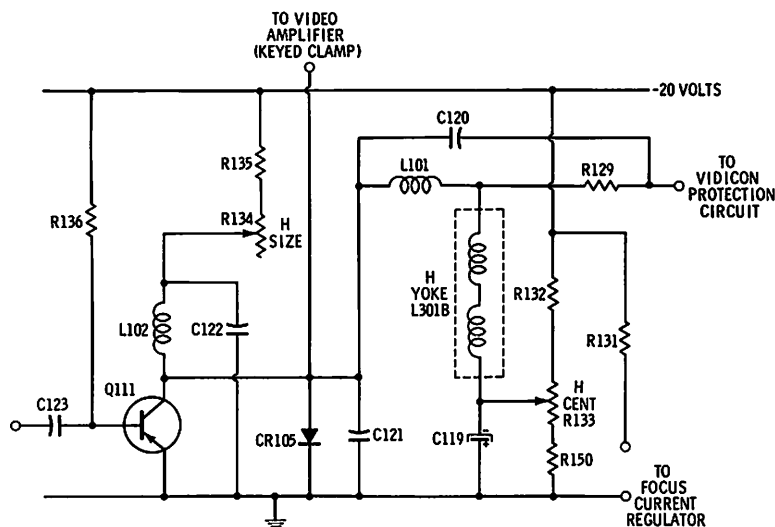 TO VIDEO
AMPLIFIER
(KEYED CLAMP)
-20 VOLTS
C120
R135
L101
R129
TO
VIDICON
PROTECTION
CIRCUIT
R136
R134
H
SIZE
H
YOKE
L301B
R132
R131
L102
C122
Q111
C123
CR105
C121
C119
H
CENT
R133
R150
TO
FOCUS
CURRENT
REGULATOR